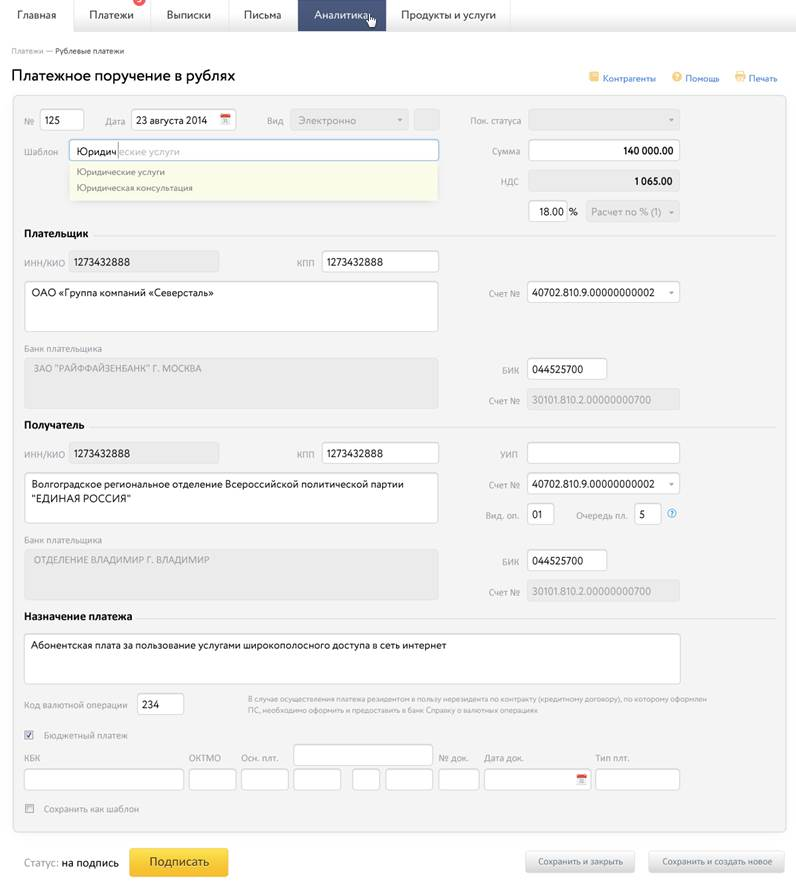 Главная Платежи Выписки Письма Аналитика Продукты и услуги
Платежи — Рублевые платежи
Платежное поручение в рублях
Контрагенты Помощь Печать
№ 125 Дата 23 августа 2014 Вид Электронно Пок. статуса
Шаблон Юридические услуги Сумма 140 000.00
Юридические услуги
НДС 1 065.00
Юридическая консультация
18.00 % Расчет по % (1)
Плательщик
ИНН/КИО 1273432888 КПП 1273432888
ОАО «Группа компаний «Северсталь» Счет № 40702.810.9.00000000002
Банк плательщика
ЗАО "РАЙФФАЙЗЕНБАНК" Г. МОСКВА БИК 044525700
Счет № 30101.810.2.00000000700
Получатель
ИНН/КИО 1273432888 КПП 1273432888 УИП
Волгоградское региональное отделение Всероссийской политической партии Счет № 40702.810.9.00000000002
"ЕДИНАЯ РОССИЯ"
Вид. оп. 01 Очередь пл. 5 ?
Банк плательщика
ОТДЕЛЕНИЕ ВЛАДИМИР Г. ВЛАДИМИР БИК 044525700
Счет № 30101.810.2.00000000700
Назначение платежа
Абонентская плата за пользование услугами широкополосного доступа в сеть интернет
Код валютной операции 234
В случае осуществления платежа резидентом в пользу нерезидента по контракту (кредитному договору), по которому оформлен
ПС, необходимо оформить и предоставить в банк Справку о валютных операциях
Бюджетный платеж
КБК ОКТМО Осн. плт. № док. Дата док. Тип плт.
Сохранить как шаблон
Статус: на подпись Подписать Сохранить и закрыть Сохранить и создать новое